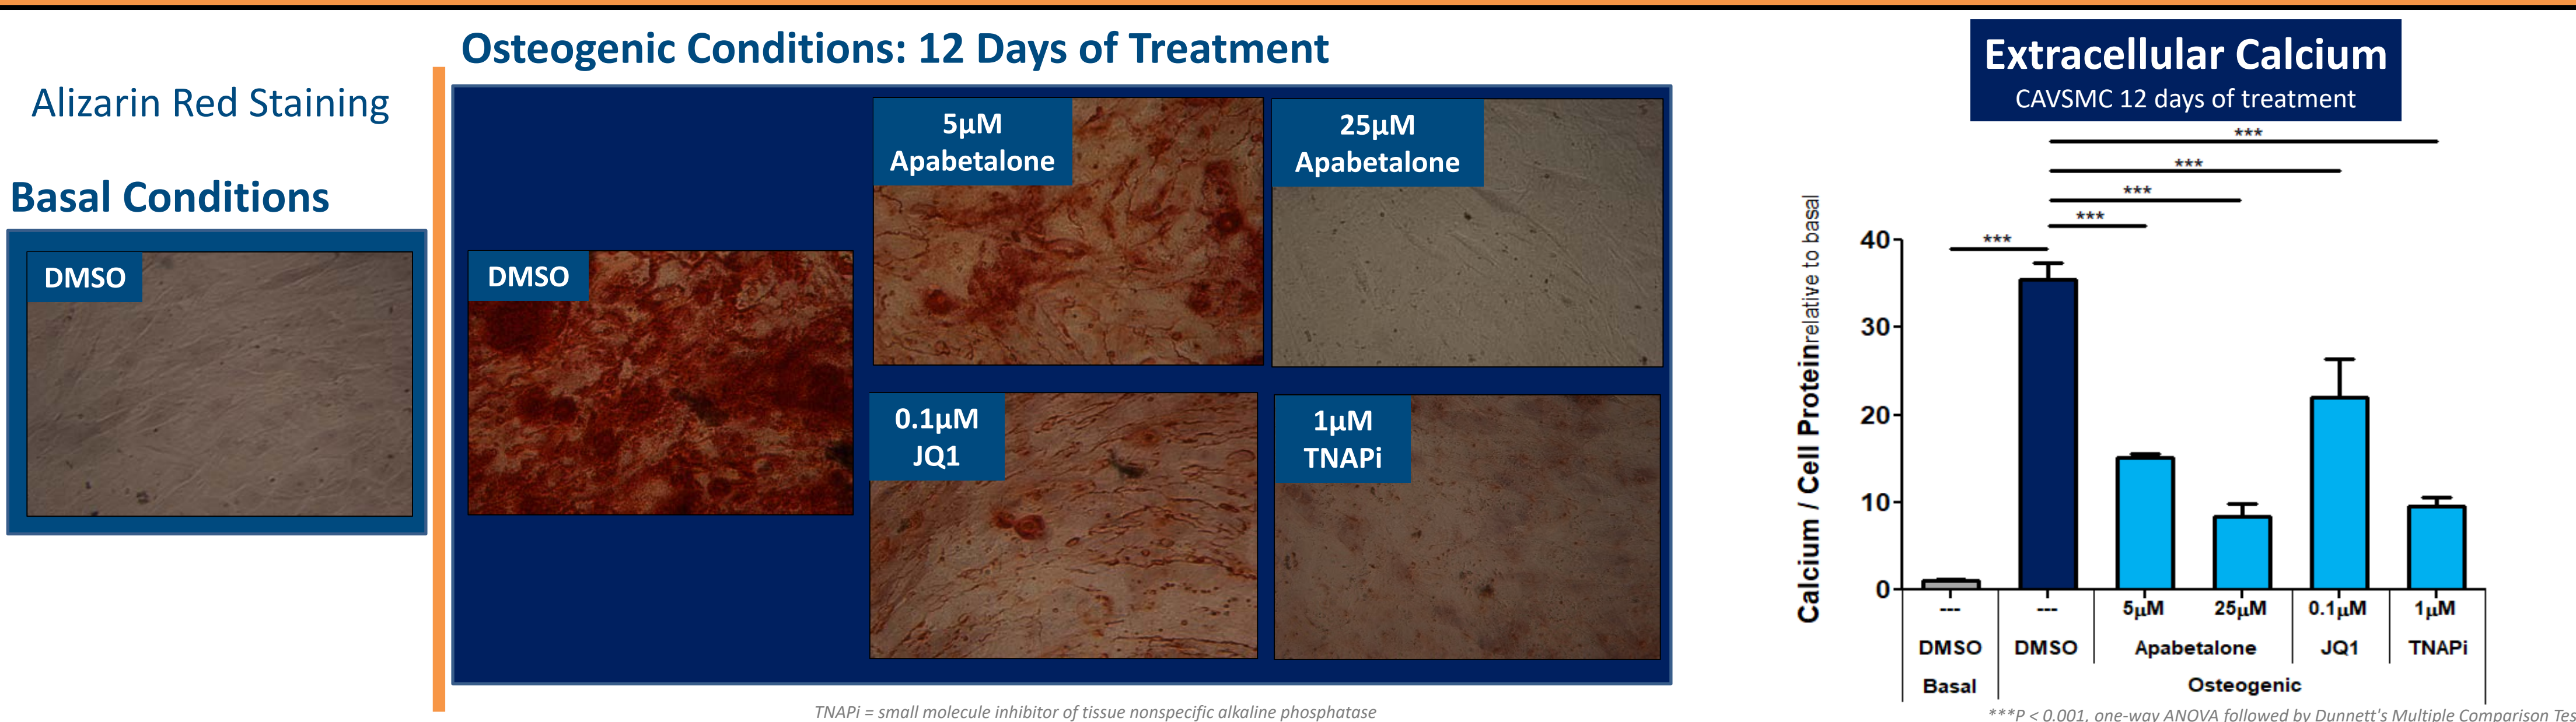 Osteogenic Conditions: 12 Days of Treatment
Alizarin Red Staining
Basal Conditions
DMSO
DMSO
5µM
Apabetalone
25µM
Apabetalone
0.1µM
JQ1
1µM
TNAPi
TNAPi = small molecule inhibitor of tissue nonspecific alkaline phosphatase
Extracellular Calcium
CAVSMC 12 days of treatment
***
***
***
***
***
Calcium / Cell Protein relative to basal
40
30
20
10
0
--- --- 5µM 25µM 0.1µM 1µM
DMSO DMSO Apabetalone JQ1 TNAPi
Basal Osteogenic
***P < 0.001, one-way ANOVA followed by Dunnett's Multiple Comparison Tes